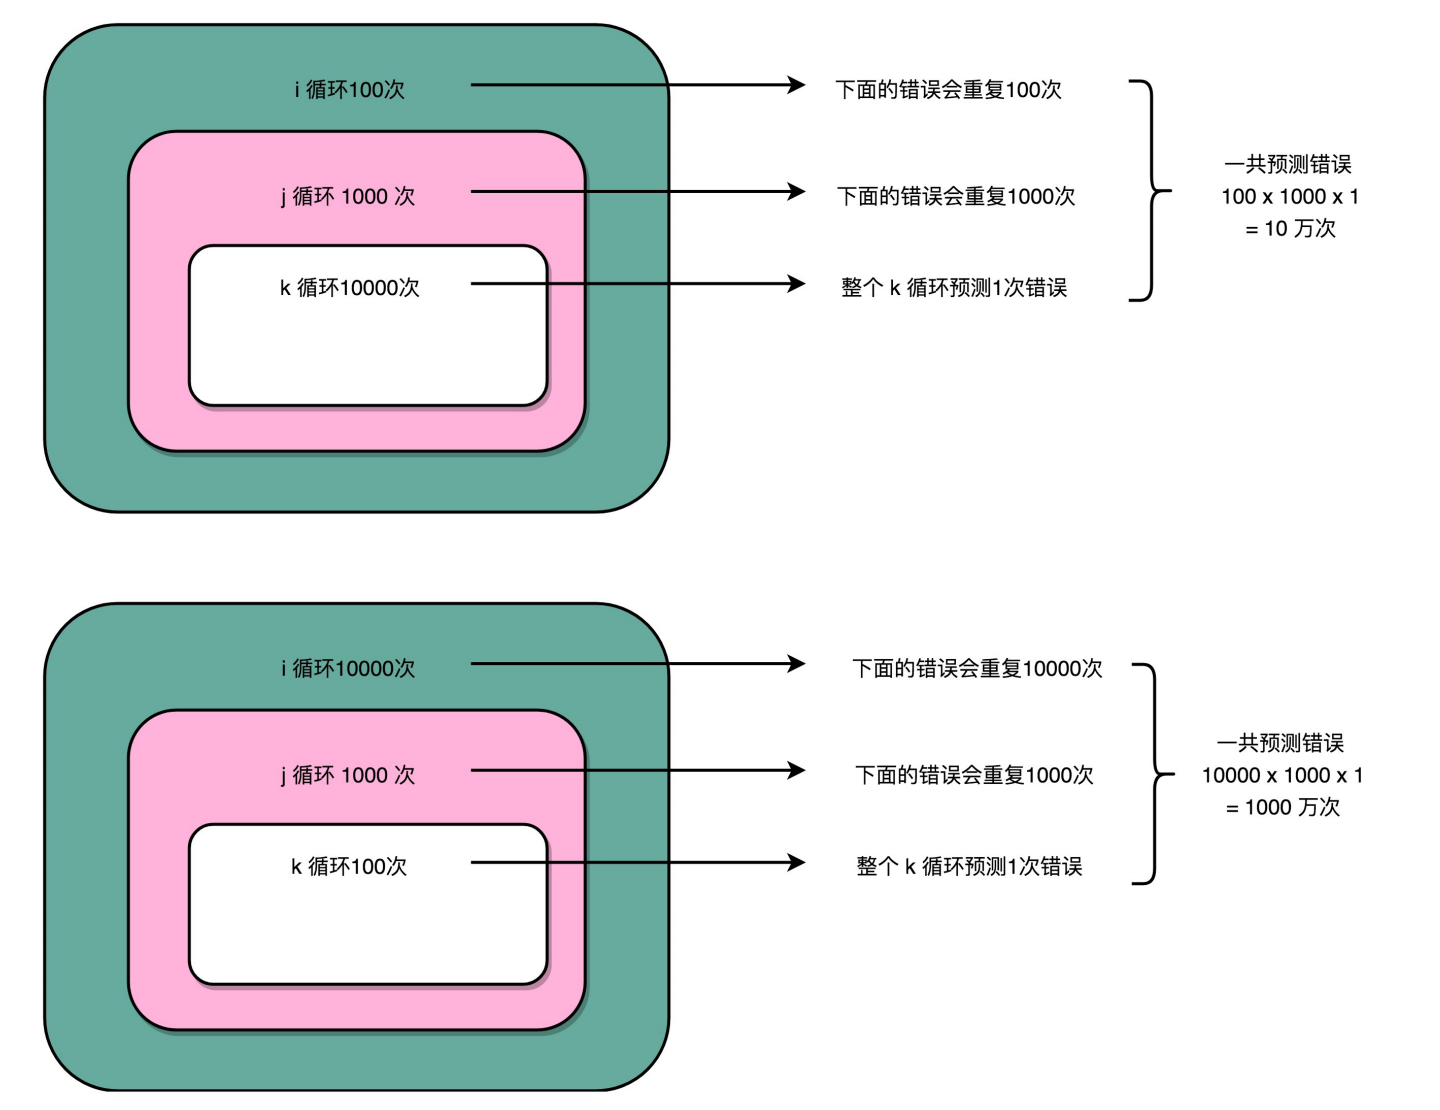 i 循环100次
下面的错误会重复100次
j 循环 1000 次
下面的错误会重复1000次
k 循环10000次
整个 k 循环预测1次错误
一共预测错误
100 x 1000 x 1
= 10 万次
i 循环10000次
下面的错误会重复10000次
j 循环 1000 次
下面的错误会重复1000次
k 循环100次
整个 k 循环预测1次错误
一共预测错误
10000 x 1000 x 1
= 1000 万次